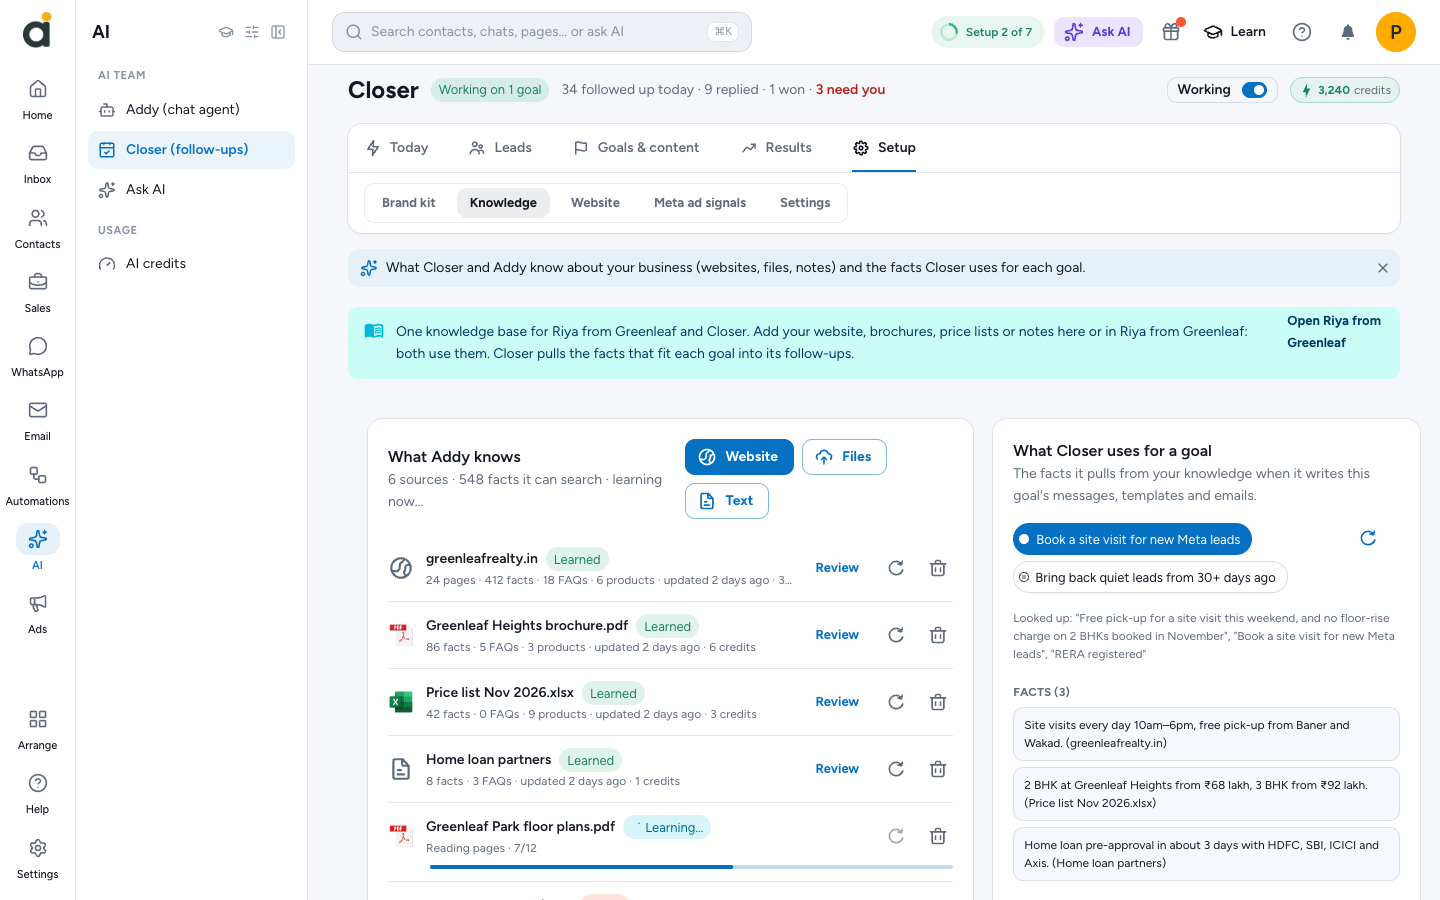 AI
Search contacts, chats, pages... or ask AI
⌘K
Setup 2 of 7
Ask AI
Learn
P
Home
Inbox
Contacts
Sales
WhatsApp
Email
Automations
AI
Ads
Arrange
Help
Settings
AI TEAM
Addy (chat agent)
Closer (follow-ups)
Ask AI
USAGE
AI credits
Closer
Working on 1 goal
34 followed up today · 9 replied · 1 won · 3 need you
Working
3,240 credits
Today
Leads
Goals & content
Results
Setup
Brand kit
Knowledge
Website
Meta ad signals
Settings
What Closer and Addy know about your business (websites, files, notes) and the facts Closer uses for each goal.
One knowledge base for Riya from Greenleaf and Closer. Add your website, brochures, price lists or notes here or in Riya from Greenleaf:
both use them. Closer pulls the facts that fit each goal into its follow-ups.
Open Riya from
Greenleaf
What Addy knows
6 sources · 548 facts it can search · learning
now...
Website
Files
Text
greenleafrealty.in
Learned
24 pages · 412 facts · 18 FAQs · 6 products · updated 2 days ago · 3...
Review
Greenleaf Heights brochure.pdf
Learned
86 facts · 5 FAQs · 3 products · updated 2 days ago · 6 credits
Review
Price list Nov 2026.xlsx
Learned
42 facts · 0 FAQs · 9 products · updated 2 days ago · 3 credits
Review
Home loan partners
Learned
8 facts · 3 FAQs · updated 2 days ago · 1 credits
Review
Greenleaf Park floor plans.pdf
Learning...
Reading pages · 7/12
What Closer uses for a goal
The facts it pulls from your knowledge when it writes this
goal's messages, templates and emails.
Book a site visit for new Meta leads
Bring back quiet leads from 30+ days ago
Looked up: "Free pick-up for a site visit this weekend, and no floor-rise
charge on 2 BHKs booked in November", "Book a site visit for new Meta
leads", "RERA registered"
FACTS (3)
Site visits every day 10am–6pm, free pick-up from Baner and
Wakad. (greenleafrealty.in)
2 BHK at Greenleaf Heights from ₹68 lakh, 3 BHK from ₹92 lakh.
(Price list Nov 2026.xlsx)
Home loan pre-approval in about 3 days with HDFC, SBI, ICICI and
Axis. (Home loan partners)